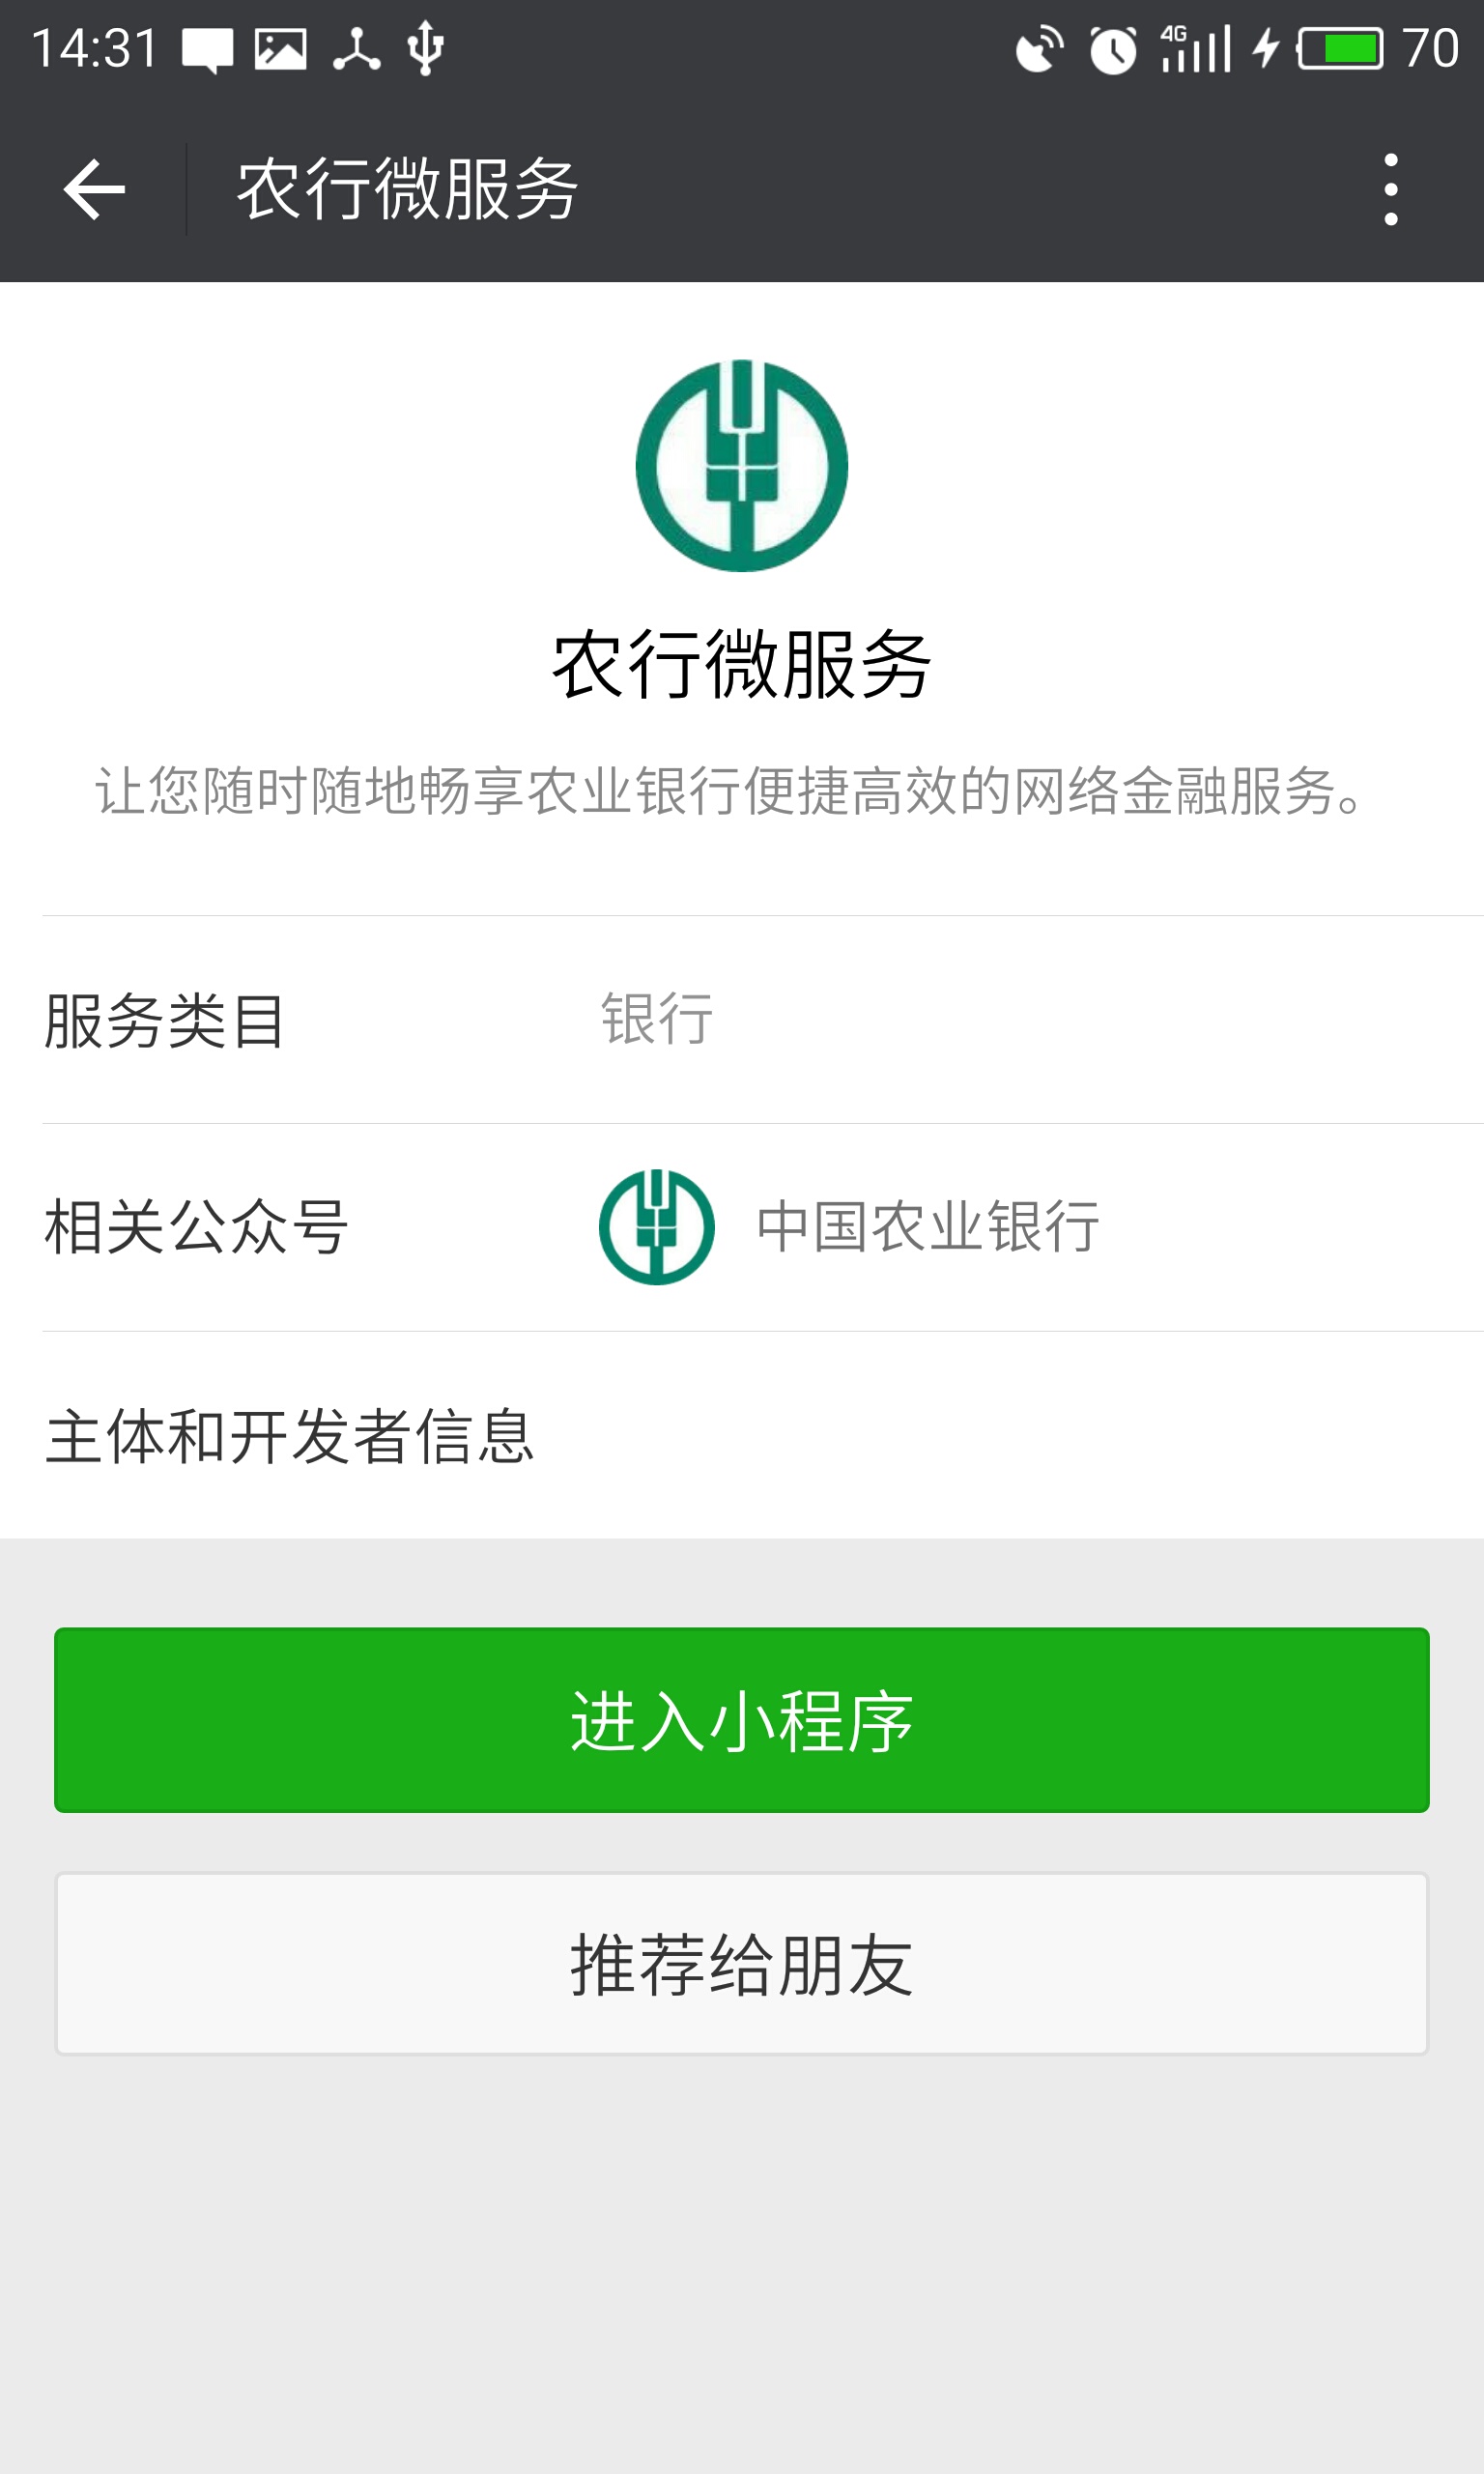 14:31 4G 70
农行微服务
农行微服务
让您随时随地畅享农业银行便捷高效的网络金融服务。
服务类目 银行
相关公众号 中国农业银行
主体和开发者信息
进入小程序
推荐给朋友